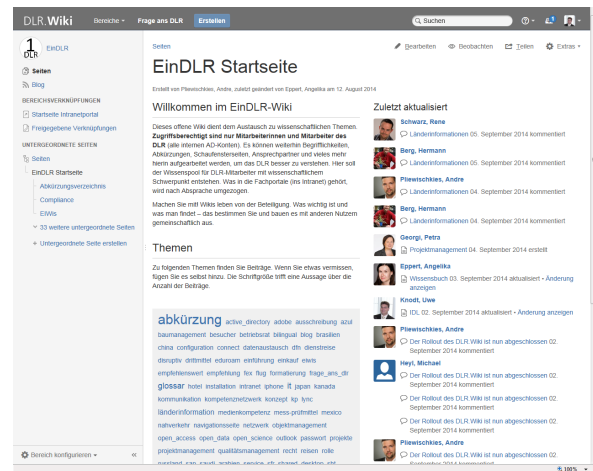 DLR.Wiki Bereiche Frage ans DLR Erstellen Suchen
1
DLR
EinDLR
Seiten
Blog
BEREICHSVERKNÜPFUNGEN
Startseite Intranetportal
Freigegebene Verknüpfungen
UNTERGEORDNETE SEITEN
Seiten
EinDLR Startseite
Abkürzungsverzeichnis
Compliance
EIWis
33 weitere untergeordnete Seiten
+ Untergeordnete Seite erstellen
Bereich konfigurieren «
Seiten
Bearbeiten Beobachten Teilen Extras
EinDLR Startseite
Erstellt von Pliewischkies, Andre, zuletzt geändert von Eppert, Angelika am 12. August 2014
Willkommen im EinDLR-Wiki
Dieses offene Wiki dient dem Austausch zu wissenschaftlichen Themen.
Zugriffsberechtigt sind nur Mitarbeiterinnen und Mitarbeiter des
DLR (alle internen AD-Konten). Es können weiterhin Begrifflichkeiten,
Abkürzungen, Schaufensterseiten, Ansprechpartner und vieles mehr
hierin aufgearbeitet werden, um das DLR besser zu verstehen. Hier soll
der Wissenspool für DLR-Mitarbeiter mit wissenschaftlichem
Schwerpunkt entstehen. Was in die Fachportale (ins Intranet) gehört,
wird nach Absprache umgezogen.
Machen Sie mit! Wikis leben von der Beteiligung. Was wichtig ist und
was man findet – das bestimmen Sie und bauen es mit anderen Nutzern
gemeinschaftlich aus.
Themen
Zu folgenden Themen finden Sie Beiträge. Wenn Sie etwas vermissen,
fügen Sie es selbst hinzu. Die Schriftgröße trifft eine Aussage über die
Anzahl der Beiträge.
abkürzung active_directory adobe ausschreibung azul
baumanagement besucher betriebsrat bilingual blog brasilien
china configuration connect datenaustausch dfn dienstreise
disruptiv drittmittel eduroam einführung einkauf eiwis
empfehlenswert empfehlung fex flug formatierung frage_ans_dlr
glossar hotel installation intranet iphone it japan kanada
kommunikation kompetenznetzwerk konzept kp lync
länderinformation medienkompetenz mess-prüfmittel mexico
nahverkehr navigationsseite netzwerk objektmanagement
open_access open_data open_science outlook passwort projekte
projektmanagement qualitätsmanagement recht reisen rolle
russland san saudi_arabien service sft shared desktop
Zuletzt aktualisiert
Schwarz, Rene
Länderinformationen 05. September 2014 kommentiert
Berg, Hermann
Länderinformationen 05. September 2014 kommentiert
Pliewischkies, Andre
Länderinformationen 04. September 2014 kommentiert
Berg, Hermann
Länderinformationen 04. September 2014 kommentiert
Georgi, Petra
Projektmanagement 04. September 2014 erstellt
Eppert, Angelika
Wissensbuch 03. September 2014 aktualisiert • Änderung
anzeigen
Knodt, Uwe
IDL 02. September 2014 aktualisiert • Änderung anzeigen
Pliewischkies, Andre
Der Rollout des DLR.Wiki ist nun abgeschlossen 02.
September 2014 kommentiert
Heyl, Michael
Der Rollout des DLR.Wiki ist nun abgeschlossen 02.
September 2014 kommentiert
Der Rollout des DLR.Wiki ist nun abgeschlossen 02.
September 2014 kommentiert
Pliewischkies, Andre
Der Rollout des DLR.Wiki ist nun abgeschlossen 02.
September 2014 kommentiert
100%